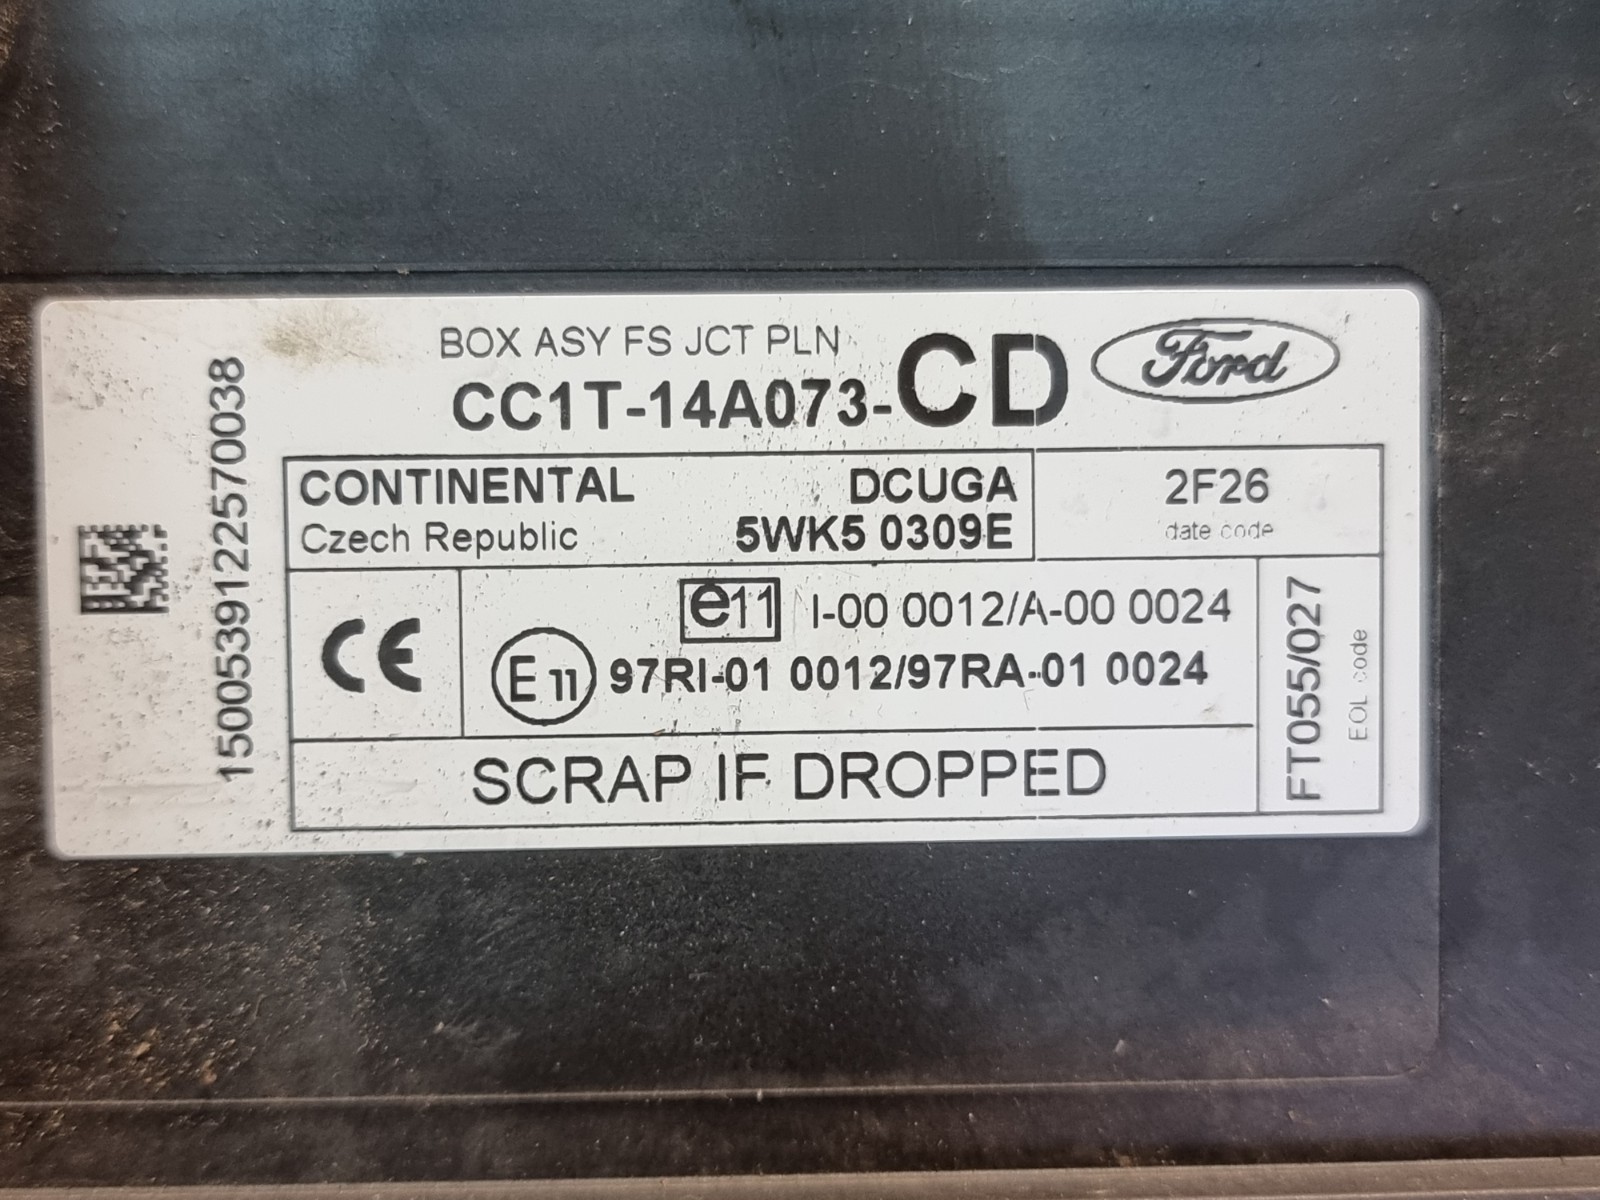 BOX ASY FS JCT PLN
CC1T-14A073-CD
Ford
CONTINENTAL DCUGA
Czech Republic 5WK5 0309E
2F26
date code
CE
e11 I-00 0012/A-00 0024
E11 97RI-01 0012/97RA-01 0024
SCRAP IF DROPPED
FT055/027
EOL code
15005391225570038